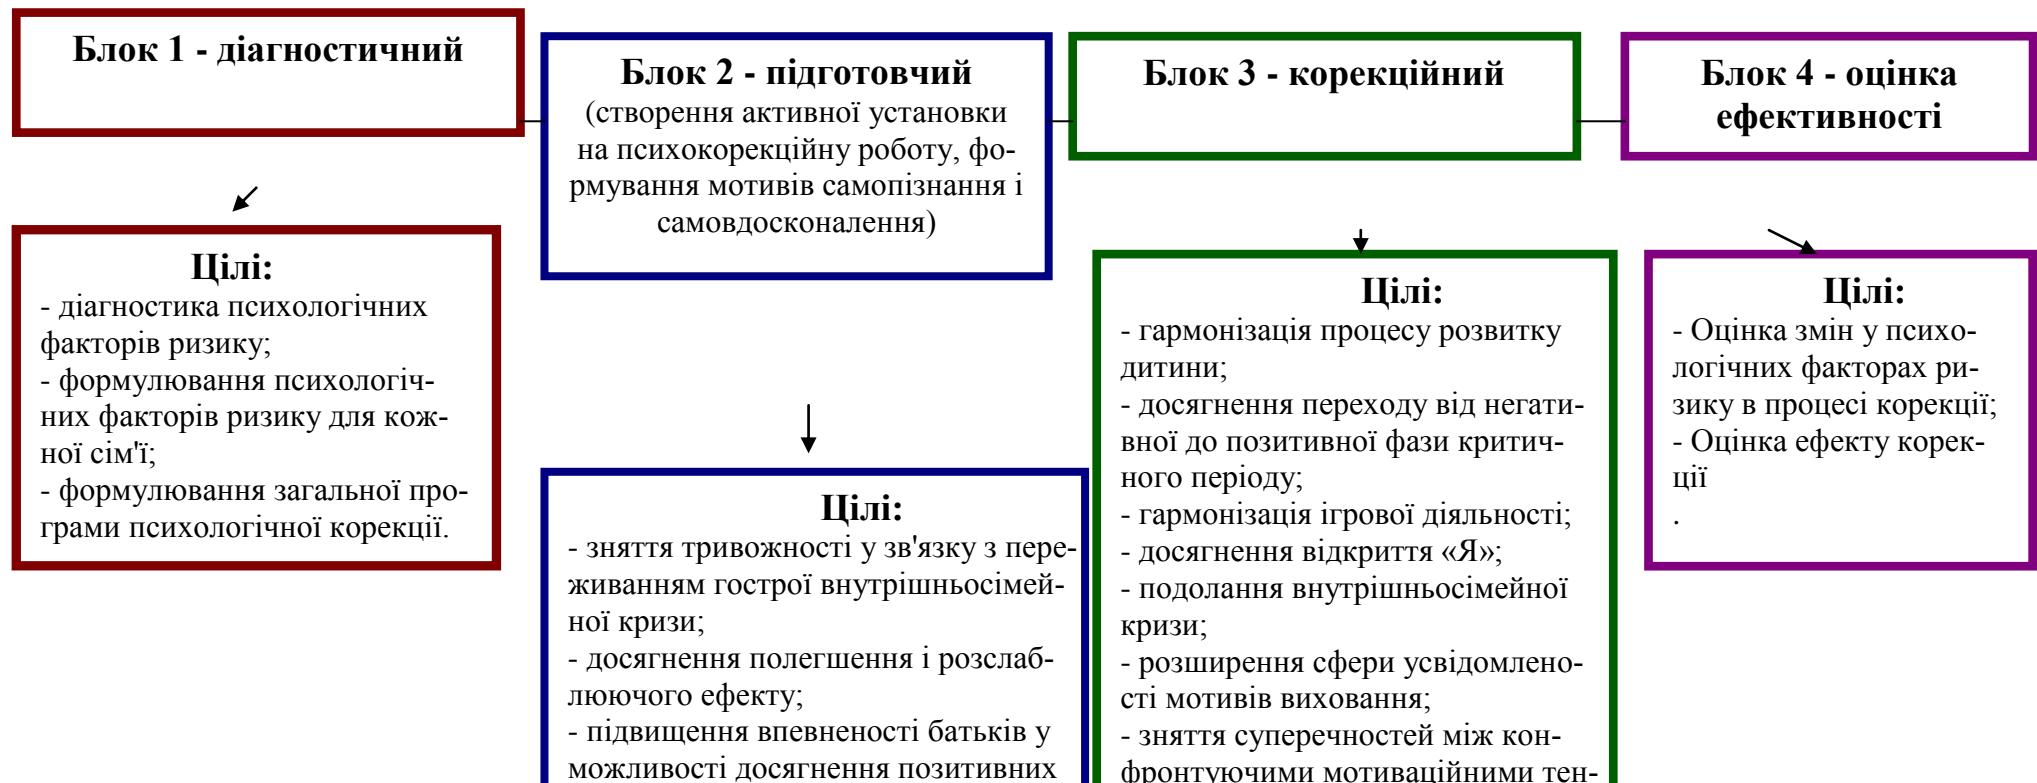 Блок 1 - діагностичний
Блок 2 - підготовчий
(створення активної установки
на психокорекційну роботу, фо-
рмування мотивів самопізнання і
самовдосконалення)
Блок 3 - корекційний
Блок 4 - оцінка
ефективності
Цілі:
- діагностика психологічних
факторів ризику;
- формулювання психологіч-
них факторів ризику для кож-
ної сім'ї;
- формулювання загальної про-
грами психологічної корекції.
Цілі:
- зняття тривожності у зв'язку з пере-
живанням гострої внутрішньосімей-
ної кризи;
- досягнення полегшення і розслаб-
люючого ефекту;
- підвищення впевненості батьків у
можливості досягнення позитивних
Цілі:
- гармонізація процесу розвитку
дитини;
- досягнення переходу від негати-
вної до позитивної фази критич-
ного періоду;
- гармонізація ігрової діяльності;
- досягнення відкриття «Я»;
- подолання внутрішньосімейної
кризи;
- розширення сфери усвідомлено-
сті мотивів виховання;
- зняття суперечностей між кон-
фронтуючими мотиваційними тен-
Цілі:
- Оцінка змін у психо-
логічних факторах ри-
зику в процесі корекції;
- Оцінка ефекту корек-
ції
.